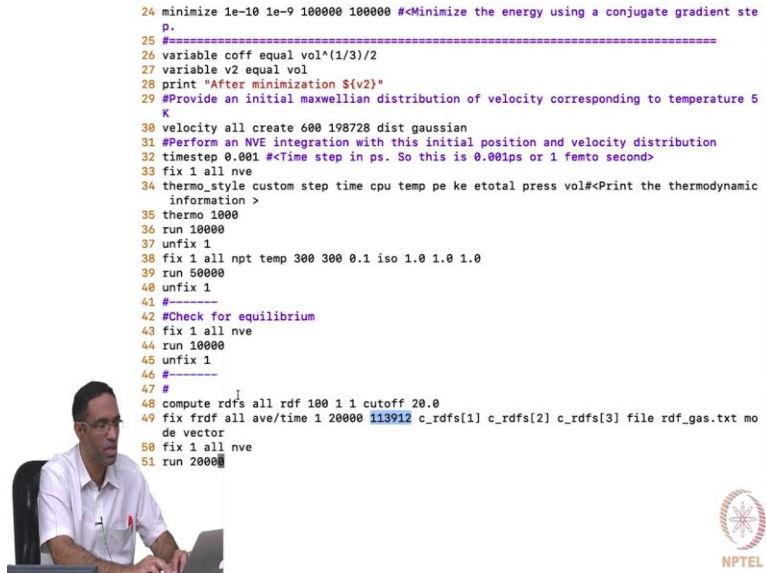 24 minimize 1e-10 1e-9 100000 100000 #<Minimize the energy using a conjugate gradient ste
p.
25 #=======================================================================
26 variable coff equal vol^(1/3)/2
27 variable v2 equal vol
28 print "After minimization ${v2}"
29 #Provide an initial maxwellian distribution of velocity corresponding to temperature 5
K
30 velocity all create 600 198728 dist gaussian
31 #Perform an NVE integration with this initial position and velocity distribution
32 timestep 0.001 #<Time step in ps. So this is 0.001ps or 1 femto second>
33 fix 1 all nve
34 thermo_style custom step time cpu temp pe ke etotal press vol#<Print the thermodynamic
information >
35 thermo 1000
36 run 10000
37 unfix 1
38 fix 1 all npt temp 300 300 0.1 iso 1.0 1.0 1.0
39 run 50000
40 unfix 1
41 #-------
42 #Check for equilibrium
43 fix 1 all nve
44 run 10000
45 unfix 1
46 #-------
47 #
48 compute rdfs all rdf 100 1 1 cutoff 20.0
49 fix frdf all ave/time 1 20000 113912 c_rdfs[1] c_rdfs[2] c_rdfs[3] file rdf_gas.txt mo
de vector
50 fix 1 all nve
51 run 20000
NPTEL